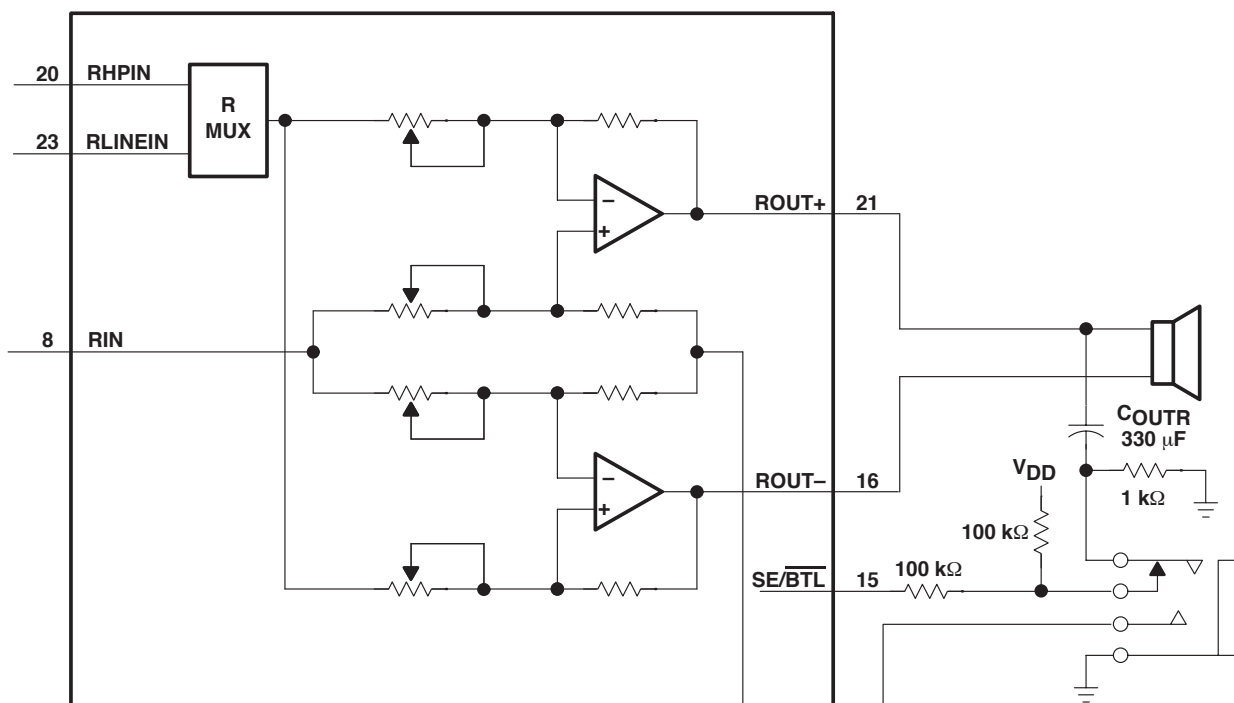 20 RHPIN
R
MUX
23 RLINEIN
−
+
ROUT+ 21
8 RIN
COUTR
330 μF
−
+
ROUT− 16
VDD
1 kΩ
100 kΩ
SE/BTL 15 100 kΩ